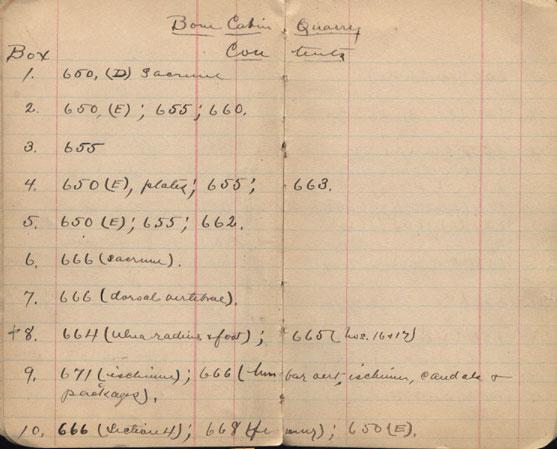 Bone Cabin Quarry
Box Contents
1. 650, (D) Sacrum
2. 650, (E) ; 655 ; 660.
3. 655
4. 650 (E), plates ; 655 ; 663.
5. 650 (E) ; 655 ; 662.
6. 666 (Sacrum).
7. 666 (dorsal vertebrae).
+8. 664 (ulna radius & foot) ; 665 (nos. 16 & 17)
9. 671 (ischium) ; 666 (lumbar vert, ischium, caudals &
packages).
10. 666 (Section 4) ; 668 (femur) ; 650 (E).